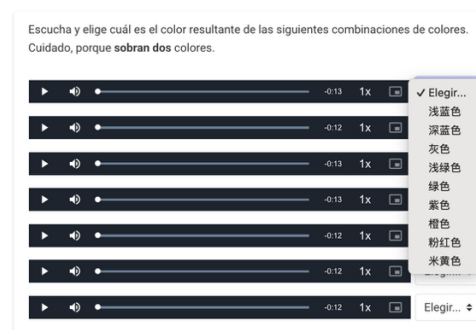 Escucha y elige cuál es el color resultante de las siguientes combinaciones de colores.
Cuidado, porque sobran dos colores.
-0:13 1x ✓ Elegir...
浅蓝色
-0:12 1x 深蓝色
灰色
-0:13 1x 浅绿色
绿色
-0:13 1x 紫色
橙色
-0:12 1x 粉红色
米黄色
-0:12 1x
-0:12 1x Elegir...